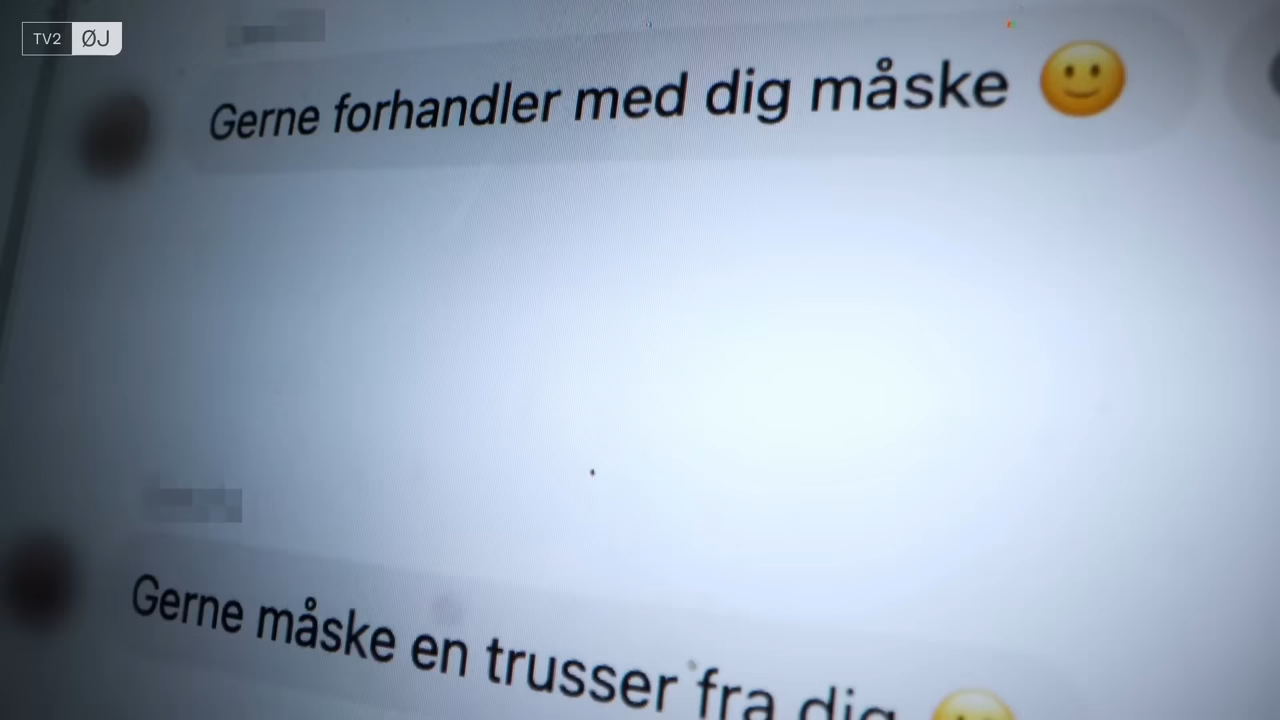 TV2 ØJ
Gerne forhandler med dig måske 🙂
Gerne måske en trusser fra dig 🙂